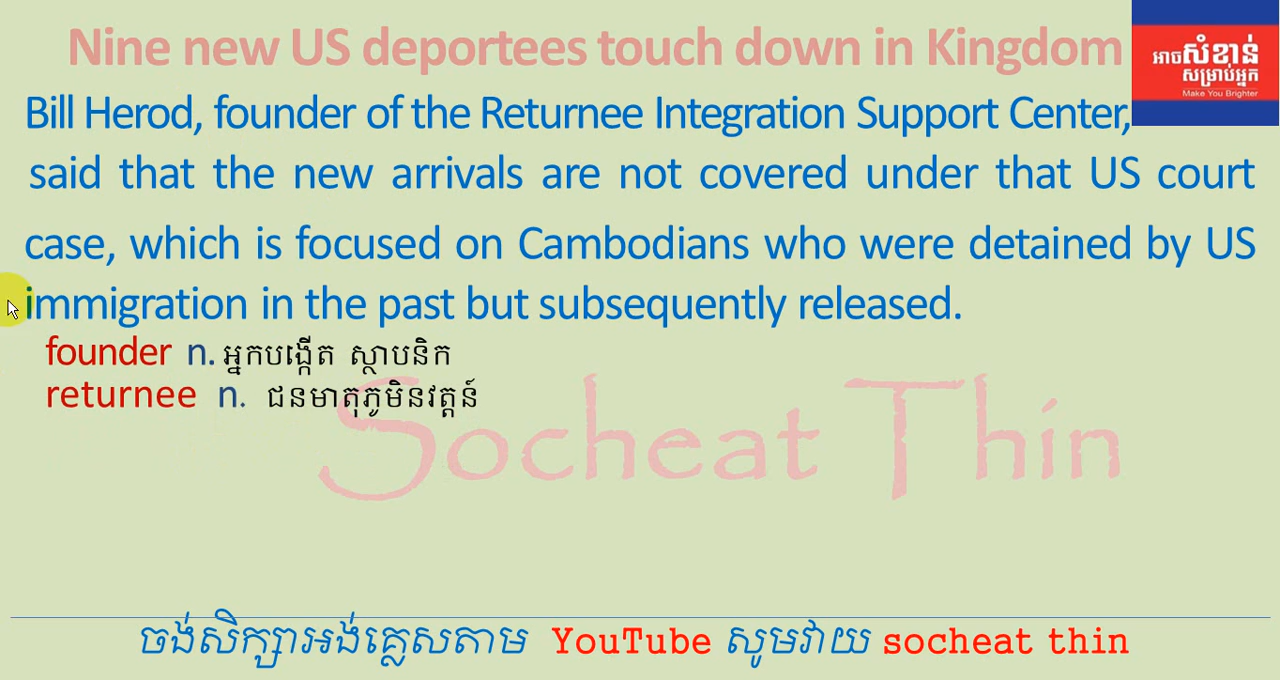 Nine new US deportees touch down in Kingdom
អាចសំខាន់
សម្រាប់អ្នក
Make You Brighter
Bill Herod, founder of the Returnee Integration Support Center,
said that the new arrivals are not covered under that US court
case, which is focused on Cambodians who were detained by US
immigration in the past but subsequently released.
founder n. អ្នកបង្កើត ស្ថាបនិក
returnee n. ជនមាតុភូមិនវត្តន៍
Socheat Thin
ចង់សិក្សាអង់គ្លេសតាម YouTube សូមវាយ socheat thin